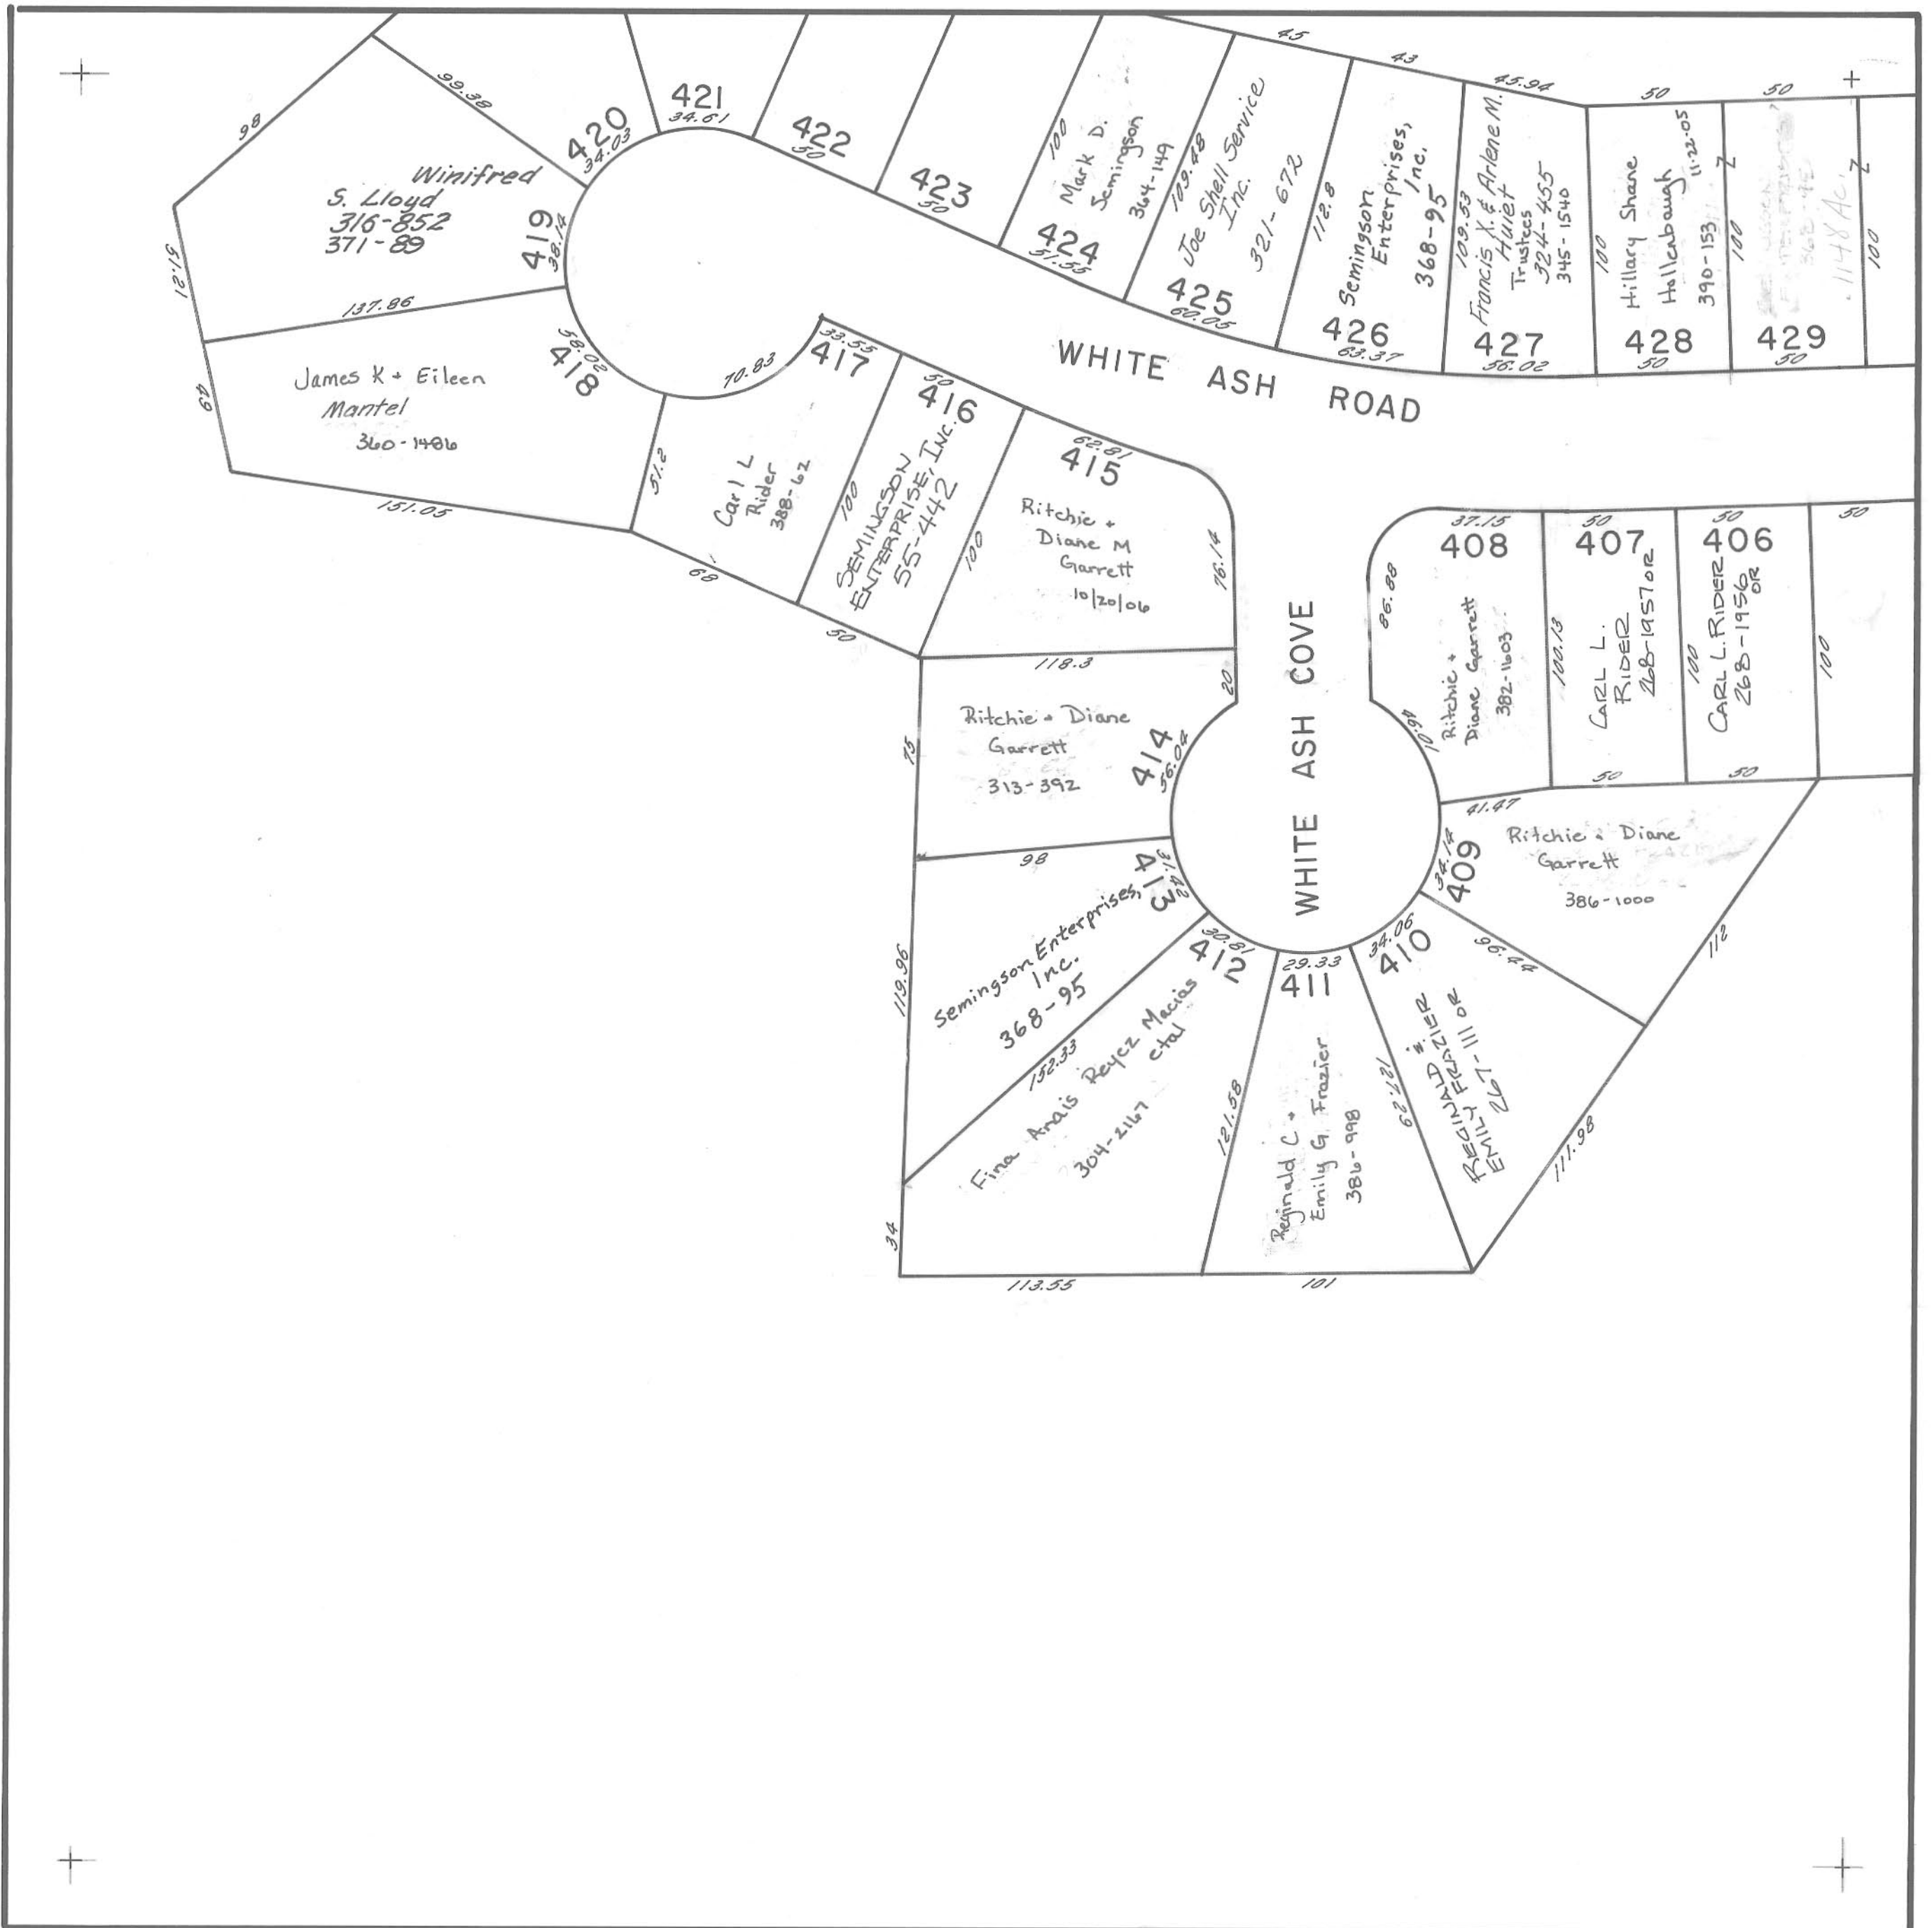 98
99.38
Winifred
S. Lloyd
316-852
371-89
419
38.14
51.21
137.86
420
34.03
421
34.61
422
50
423
50
100
Mark D.
Semingson
364-149
424
51.55
45
109.48
Joe Shell Service
Inc.
321-672
425
60.05
43
112.8
Semingson
Enterprises,
Inc.
368-95
426
63.37
45.94
109.53
Francis X. & Arlene M.
Hulet
Trustees
324-455
345-1540
427
56.02
50
100
Hillary Shane
Hollenbaugh
11-22-05
390-153
428
50
50
Z
100
.1148 Ac.
429
50
Z
100
James K + Eileen
Mantel
360-1486
418
58.02
49
151.05
51.2
70.83
33.55
417
Carl L
Rider
388-62
68
100
50
416
SEMINGSON
ENTERPRISE, INC.
55-442
50
100
62.81
415
Ritchie +
Diane M
Garrett
10/20/06
76.14
118.3
WHITE ASH ROAD
WHITE ASH COVE
37.15
408
86.88
Ritchie +
Diane Garrett
382-1603
50
407
100.13
CARL L.
RIDER
268-1957 OR
50
50
406
100
CARL L. RIDER
268-1956
OR
50
50
100
20
Ritchie + Diane
Garrett
313-392
414
56.04
75
98
413
31.42
Semingson Enterprises,
Inc.
368-95
119.96
152.33
30.81
412
Fina Anais Reyez Macias
etal
304-2167
34
113.55
121.58
29.33
411
Reginald C +
Emily G. Frazier
386-998
101
121.29
34.06
410
REGINALD &
EMILY FRAZIER
267-111 OR
111.98
96.44
41.47
34.14
409
Ritchie + Diane
Garrett
386-1000
112